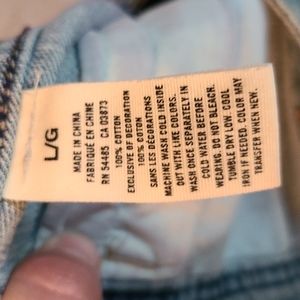 L/G
MADE IN CHINA
FABRIQUÉ EN CHINE
RN 54485 CA 03873
100% COTTON
EXCLUSIVE OF DECORATION
100% COTON
SANS LES DÉCORATIONS
MACHINE WASH COLD INSIDE
OUT WITH LIKE COLORS.
WASH ONCE SEPARATELY IN
COLD WATER BEFORE
WEARING. DO NOT BLEACH.
TUMBLE DRY LOW. COOL
IRON IF NEEDED. COLOR MAY
TRANSFER WHEN NEW.